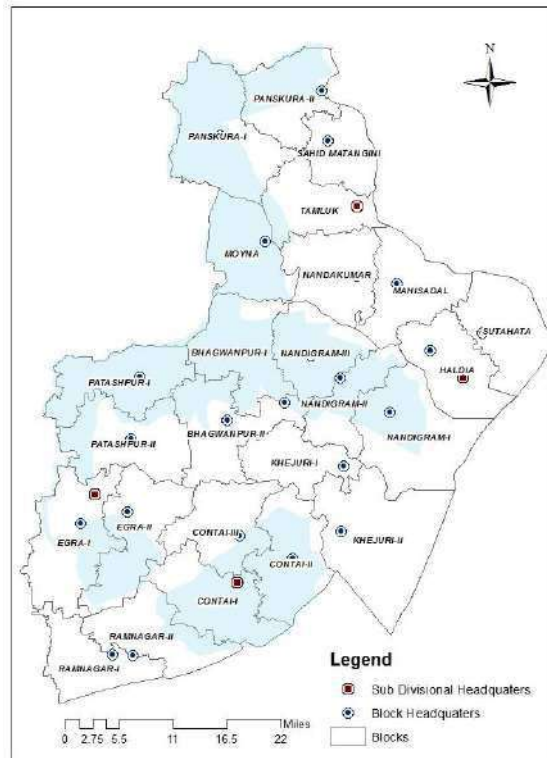 N
PANSKURA-II
PANSKURA-I
SAHID MATANGINI
TAMLUK
MOYNA
NANDAKUMAR
MAHISADAL
SUTAHATA
BHAGWANPUR-I
NANDIGRAM-III
HALDIA
PATASHPUR-I
NANDIGRAM-II
NANDIGRAM-I
PATASHPUR-II
BHAGWANPUR-II
KHEJURI-I
EGRA-II
EGRA-I
CONTAI-III
KHEJURI-II
CONTAI-II
CONTAI-I
RAMNAGAR-II
RAMNAGAR-I
Legend
Sub Divisional Headquaters
Block Headquaters
Blocks
Miles
0 2.75 5.5 11 16.5 22